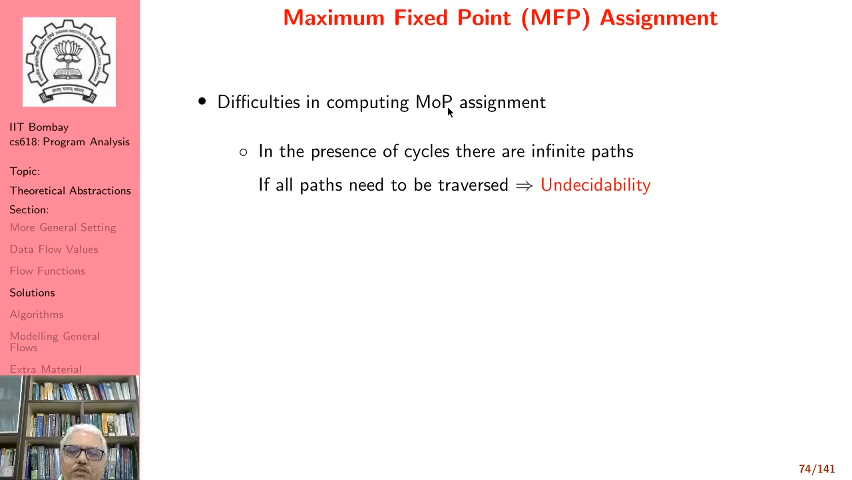 Maximum Fixed Point (MFP) Assignment
IIT Bombay
cs618: Program Analysis
Topic:
Theoretical Abstractions
Section:
More General Setting
Data Flow Values
Flow Functions
Solutions
Algorithms
Modelling General
Flows
Extra Material
• Difficulties in computing MoP assignment
◦ In the presence of cycles there are infinite paths
If all paths need to be traversed ⇒ Undecidability
74/141